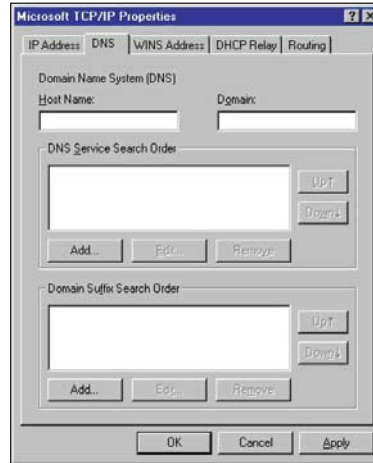 Microsoft TCP/IP Properties
IP Address DNS WINS Address DHCP Relay Routing
Domain Name System (DNS)
Host Name: Domain:
DNS Service Search Order
Up↑
Down↓
Add... Edit... Remove
Domain Suffix Search Order
Up↑
Down↓
Add... Edit... Remove
OK Cancel Apply